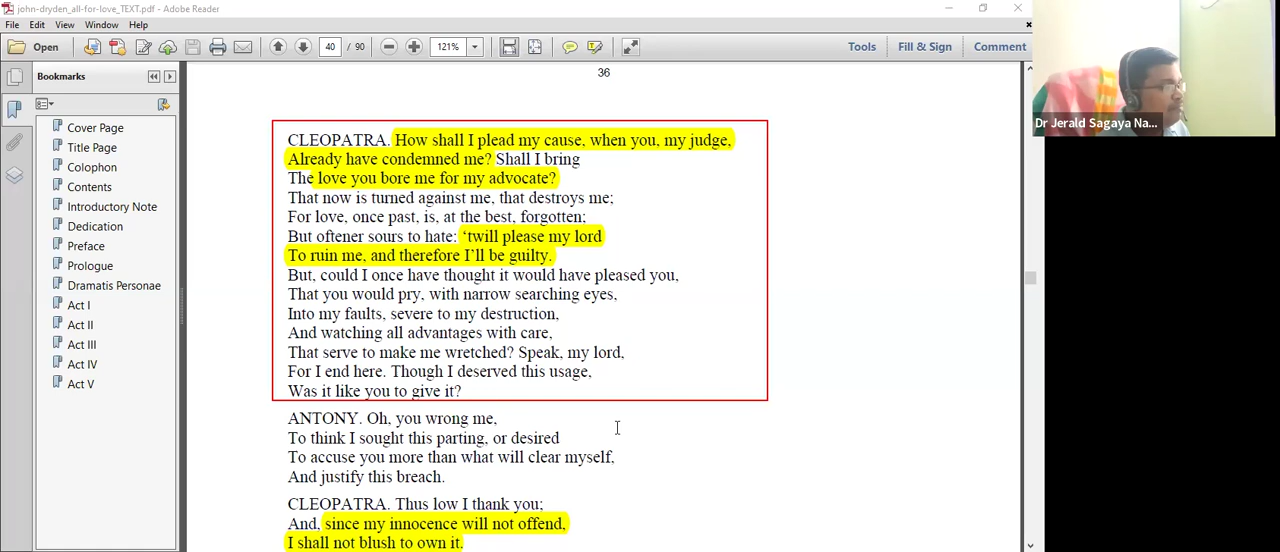 john-dryden_all-for-love_TEXT.pdf - Adobe Reader
File Edit View Window Help
Open 40 / 90 121% Tools Fill & Sign Comment
Bookmarks
Cover Page
Title Page
Colophon
Contents
Introductory Note
Dedication
Preface
Prologue
Dramatis Personae
Act I
Act II
Act III
Act IV
Act V
36
CLEOPATRA. How shall I plead my cause, when you, my judge,
Already have condemned me? Shall I bring
The love you bore me for my advocate?
That now is turned against me, that destroys me;
For love, once past, is, at the best, forgotten;
But oftener sours to hate: ‘twill please my lord
To ruin me, and therefore I’ll be guilty.
But, could I once have thought it would have pleased you,
That you would pry, with narrow searching eyes,
Into my faults, severe to my destruction,
And watching all advantages with care,
That serve to make me wretched? Speak, my lord,
For I end here. Though I deserved this usage,
Was it like you to give it?
ANTONY. Oh, you wrong me,
To think I sought this parting, or desired
To accuse you more than what will clear myself,
And justify this breach.
CLEOPATRA. Thus low I thank you;
And, since my innocence will not offend,
I shall not blush to own it.
Dr Jerald Sagaya Na...